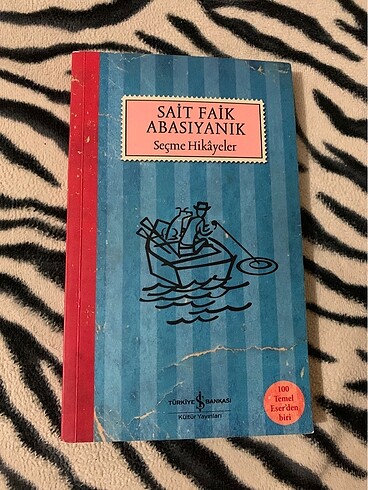 SAİT FAİK
ABASIYANIK
Seçme Hikâyeler
TÜRKİYE İŞ BANKASI
Kültür Yayınları
100
Temel
Eser'den
biri